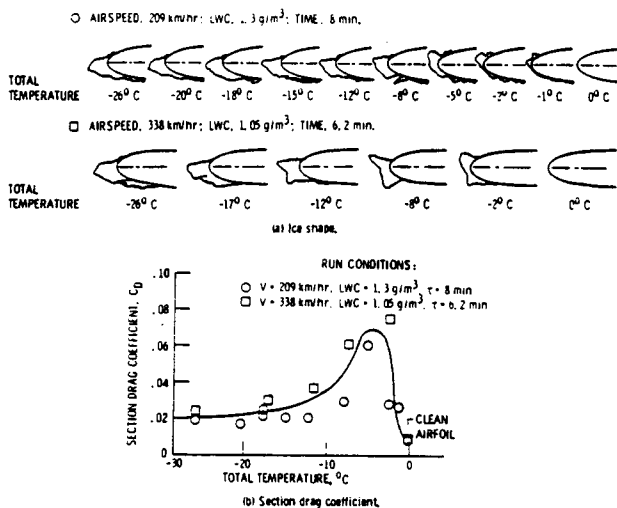 AIRSPEED, 209 km/hr; LWC, 1.3 g/m³; TIME, 8 min.
TOTAL TEMPERATURE
-26° C -20° C -18° C -15° C -12° C -8° C -5° C -2° C -1° C 0° C
AIRSPEED, 338 km/hr; LWC, 1.05 g/m³; TIME, 6.2 min.
TOTAL TEMPERATURE
-26° C -17° C -12° C -8° C -2° C 0° C
(a) Ice shape.
RUN CONDITIONS:
V = 209 km/hr, LWC = 1.3 g/m³, τ = 8 min
V = 338 km/hr, LWC = 1.05 g/m³, τ = 6.2 min
SECTION DRAG COEFFICIENT, C_D
.10
.08
.06
.04
.02
0
CLEAN
AIRFOIL
-30 -20 -10 0
TOTAL TEMPERATURE, °C
(b) Section drag coefficient.